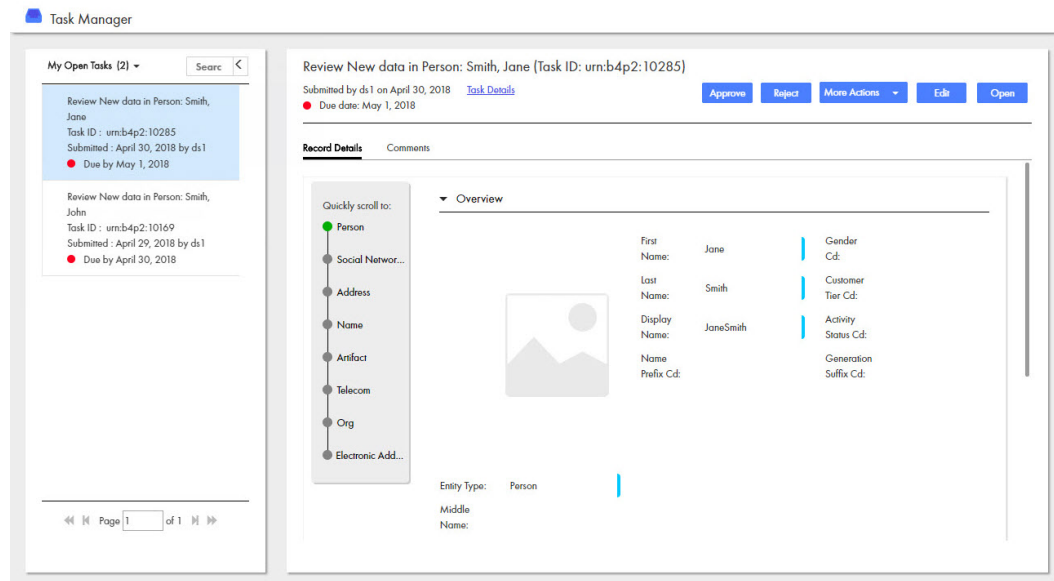 Task Manager
My Open Tasks (2)
Searc
Review New data in Person: Smith,
Jane
Task ID : urn:b4p2:10285
Submitted : April 30, 2018 by ds1
Due by May 1, 2018
Review New data in Person: Smith,
John
Task ID : urn:b4p2:10169
Submitted : April 29, 2018 by ds1
Due by April 30, 2018
Page 1 of 1
Review New data in Person: Smith, Jane (Task ID: urn:b4p2:10285)
Submitted by ds1 on April 30, 2018 Task Details
Due date: May 1, 2018
Approve
Reject
More Actions
Edit
Open
Record Details
Comments
Quickly scroll to:
Person
Social Networ...
Address
Name
Artifact
Telecom
Org
Electronic Add...
Overview
First
Name:
Jane
Last
Name:
Smith
Display
Name:
JaneSmith
Name
Prefix Cd:
Gender
Cd:
Customer
Tier Cd:
Activity
Status Cd:
Generation
Suffix Cd:
Entity Type: Person
Middle
Name: